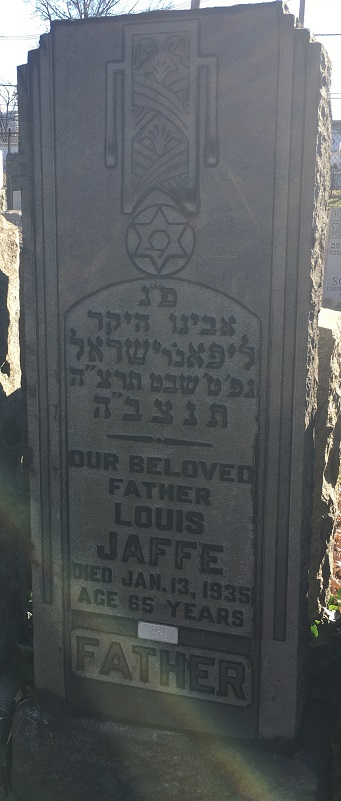 פ"נ
אבינו היקר
ליפא ב"ר ישראל
נפ' ט' שבט תרצ"ה
תנצב"ה
OUR BELOVED
FATHER
LOUIS
JAFFE
DIED JAN. 13, 1935
AGE 65 YEARS
FATHER